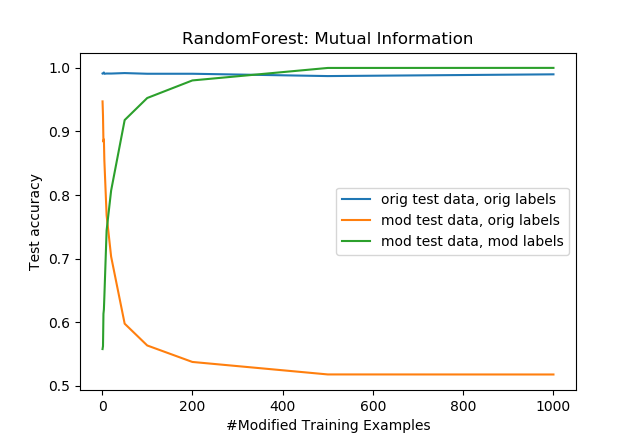 RandomForest: Mutual Information
Test accuracy
1.0
0.9
0.8
0.7
0.6
0.5
orig test data, orig labels
mod test data, orig labels
mod test data, mod labels
0 200 400 600 800 1000
#Modified Training Examples